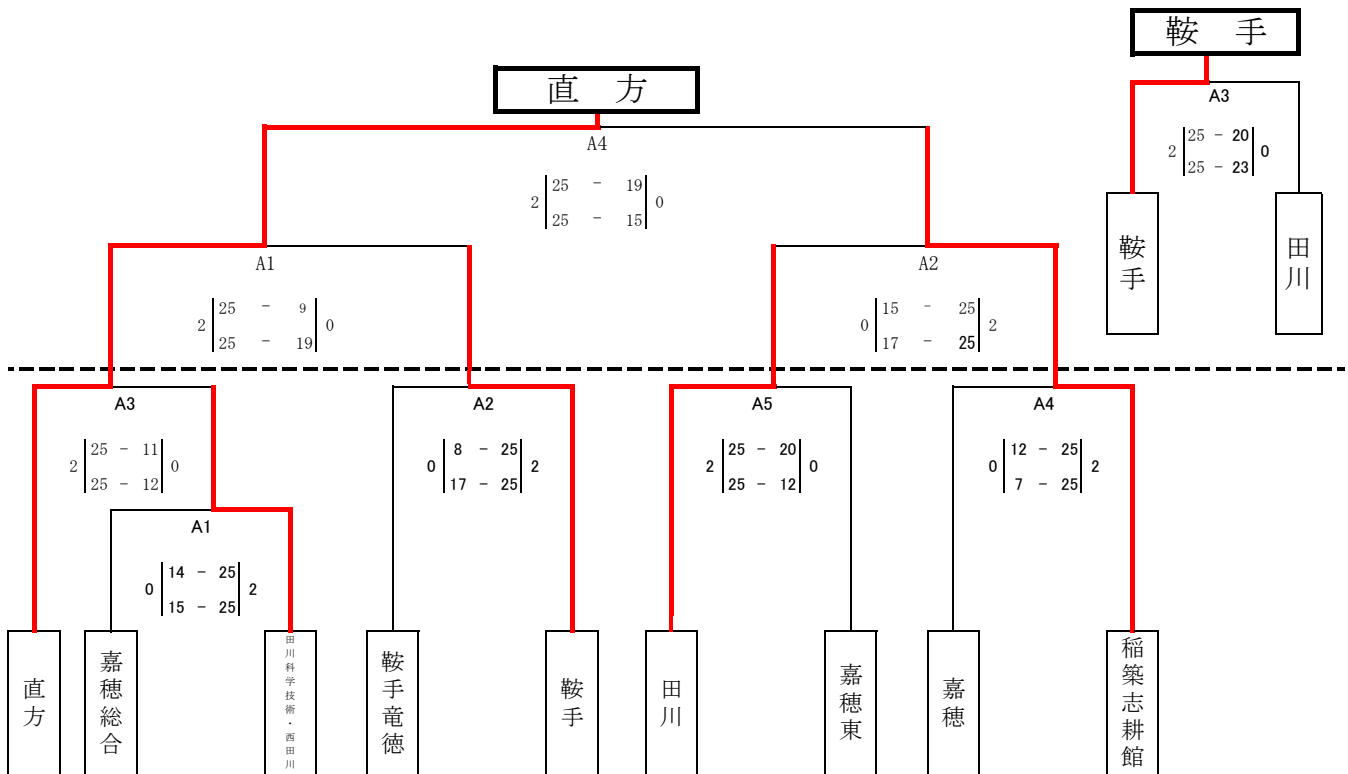 鞍　手
直　方
A3
25 - 20
2 0
25 - 23
A4
25 - 19
2 0
25 - 15
鞍手
田川
A1
25 - 9
2 0
25 - 19
A2
15 - 25
0 2
17 - 25
A3
25 - 11
2 0
25 - 12
A2
8 - 25
0 2
17 - 25
A5
25 - 20
2 0
25 - 12
A4
12 - 25
0 2
7 - 25
A1
14 - 25
0 2
15 - 25
直方
嘉穂総合
田川科学技術・西田川
鞍手竜徳
鞍手
田川
嘉穂東
嘉穂
稲築志耕館